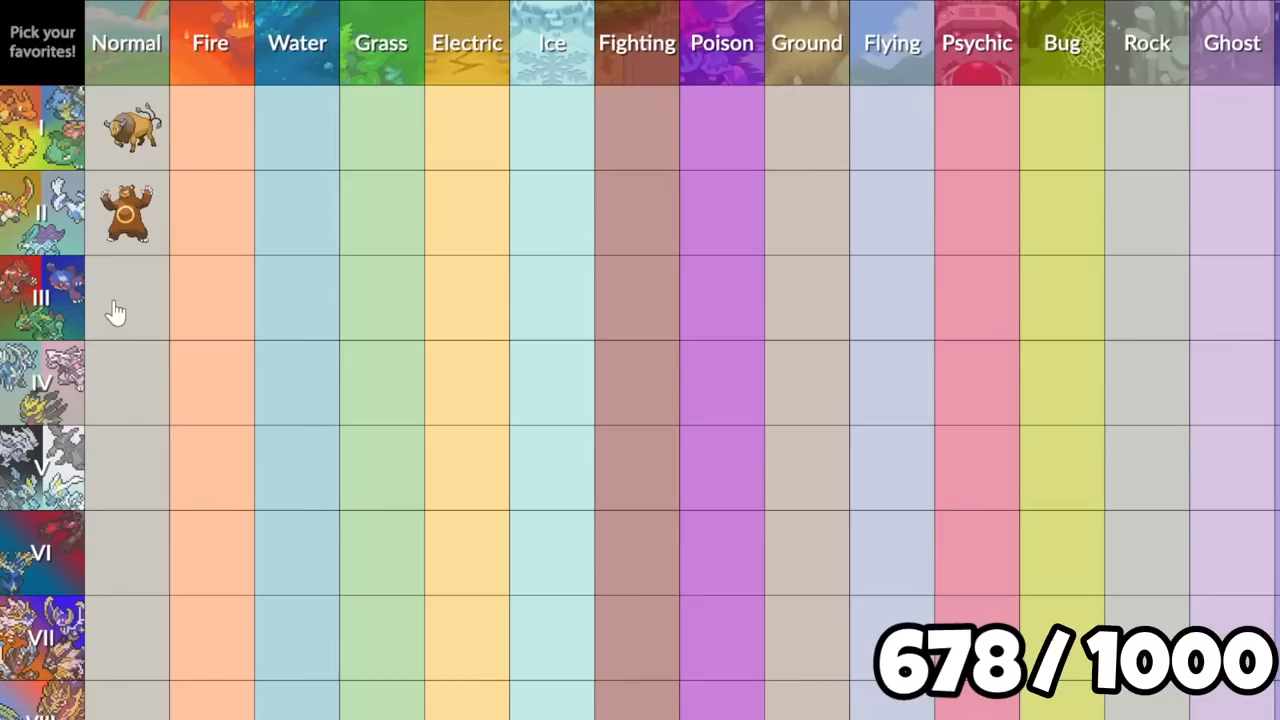 Pick your
favorites!
Normal
Fire
Water
Grass
Electric
Ice
Fighting
Poison
Ground
Flying
Psychic
Bug
Rock
Ghost
I
II
III
IV
V
VI
VII
VIII
678/1000